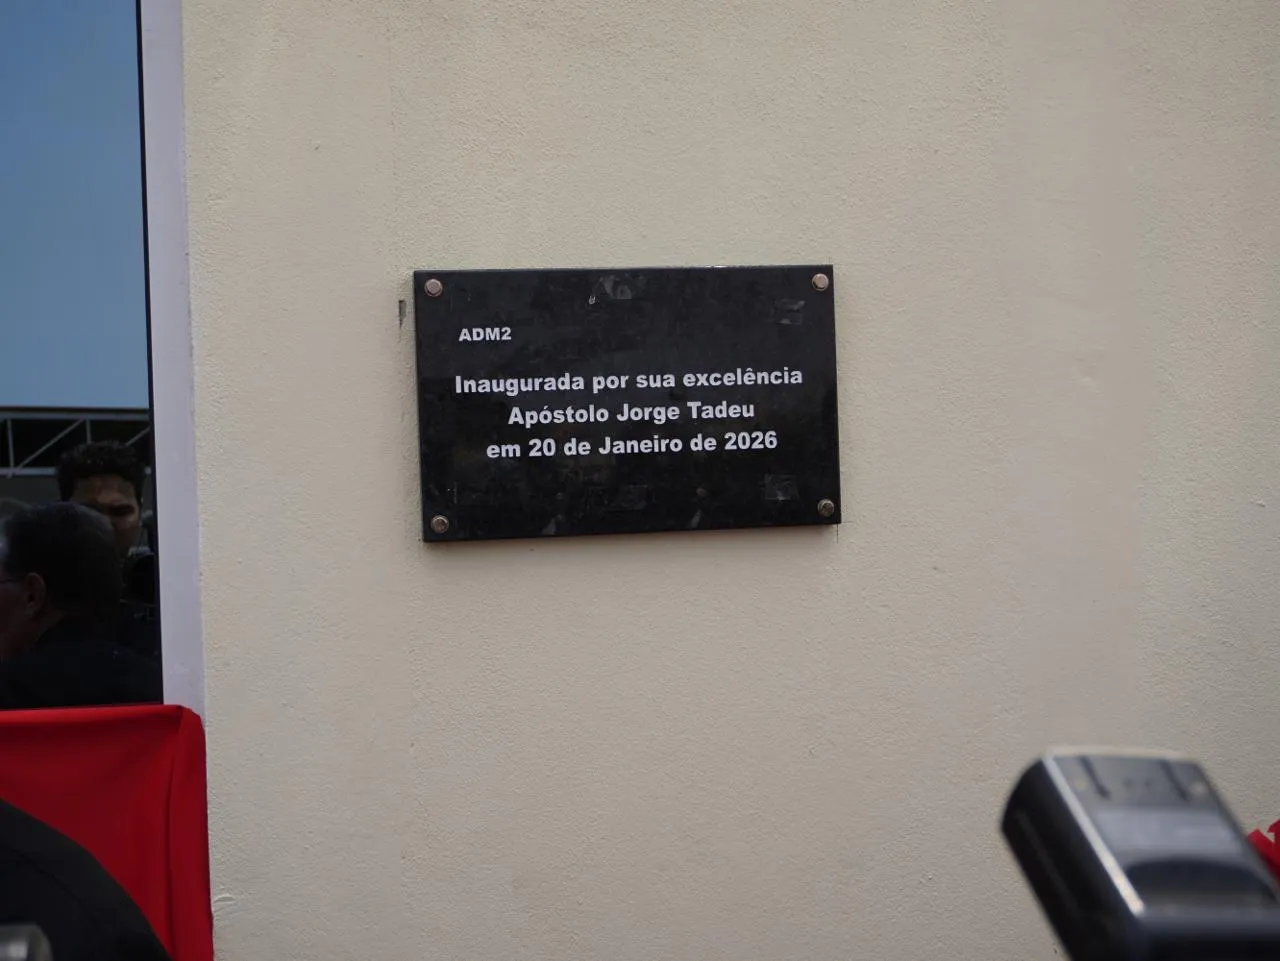 ADM2
Inaugurada por sua excelência
Apóstolo Jorge Tadeu
em 20 de Janeiro de 2026